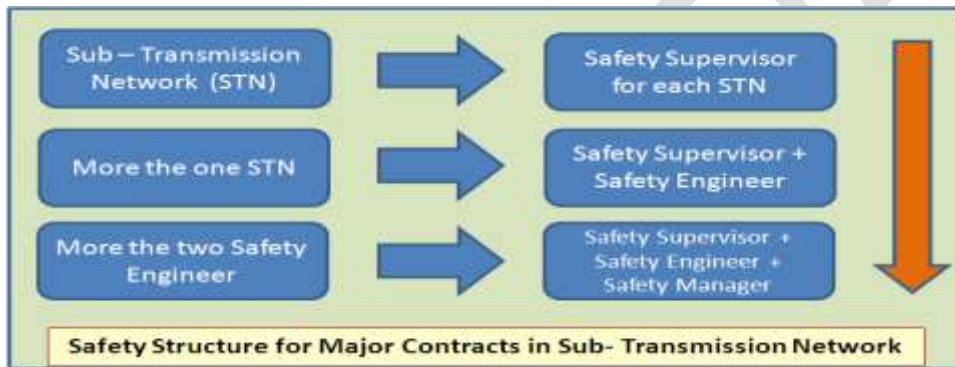 Sub – Transmission
Network (STN)
Safety Supervisor
for each STN
More the one STN
Safety Supervisor +
Safety Engineer
More the two Safety
Engineer
Safety Supervisor +
Safety Engineer +
Safety Manager
Safety Structure for Major Contracts in Sub- Transmission Network